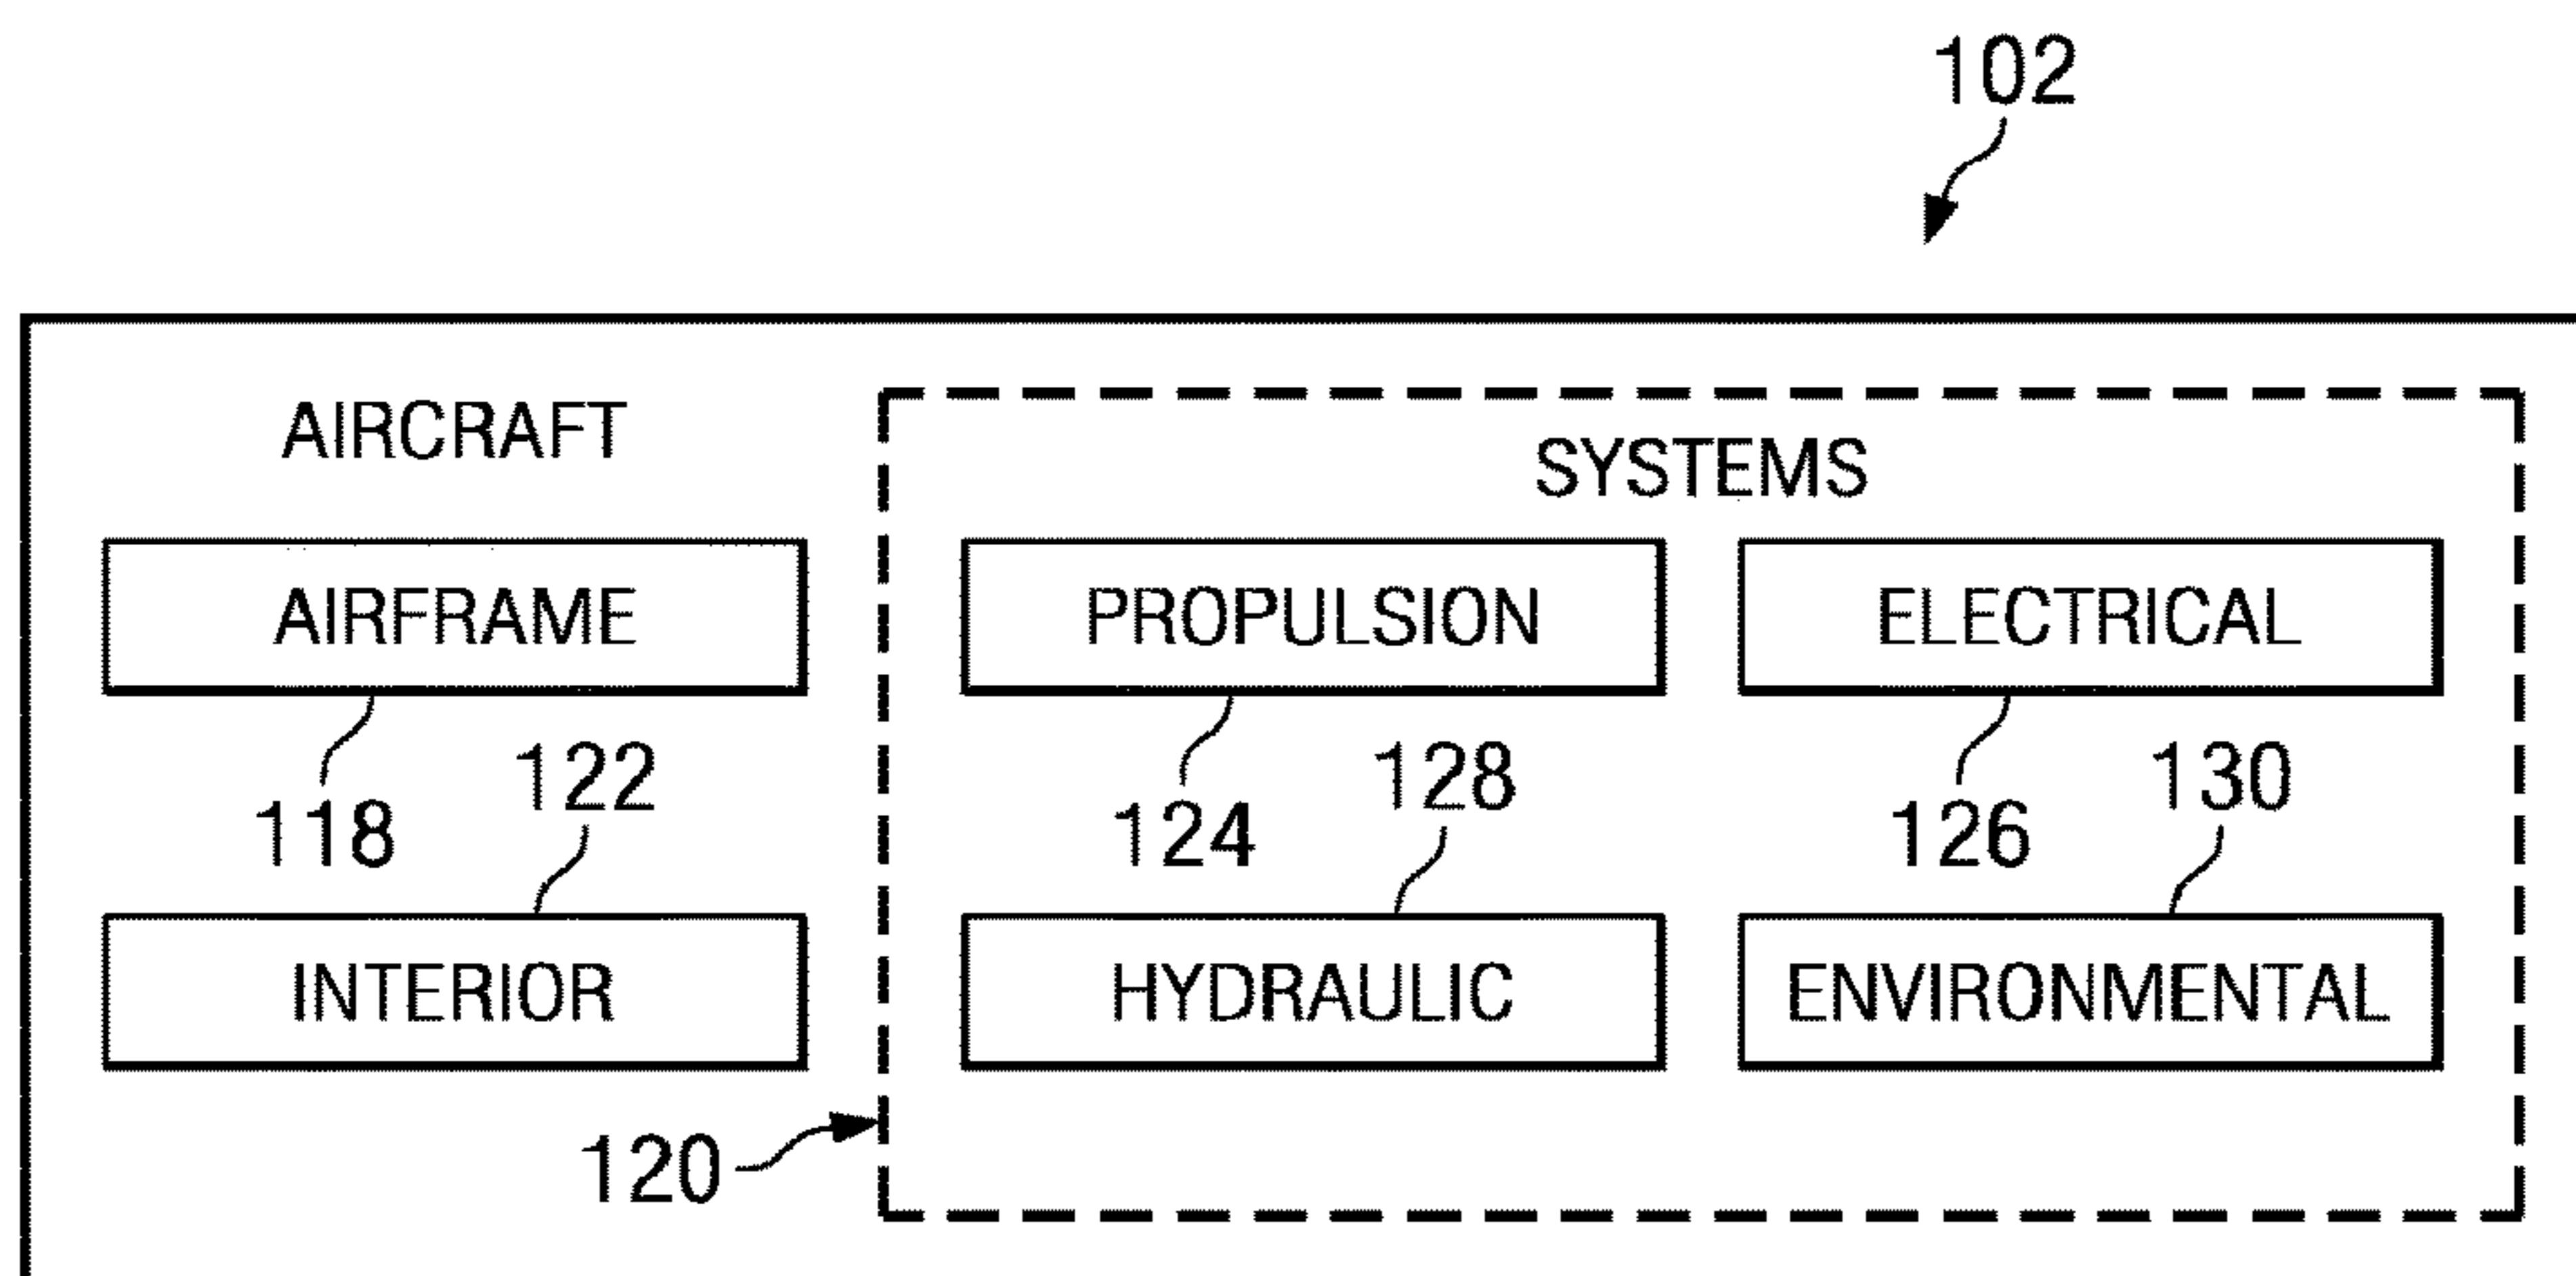 102
AIRCRAFT
SYSTEMS
AIRFRAME
PROPULSION
ELECTRICAL
118
122
124
128
126
130
INTERIOR
HYDRAULIC
ENVIRONMENTAL
120